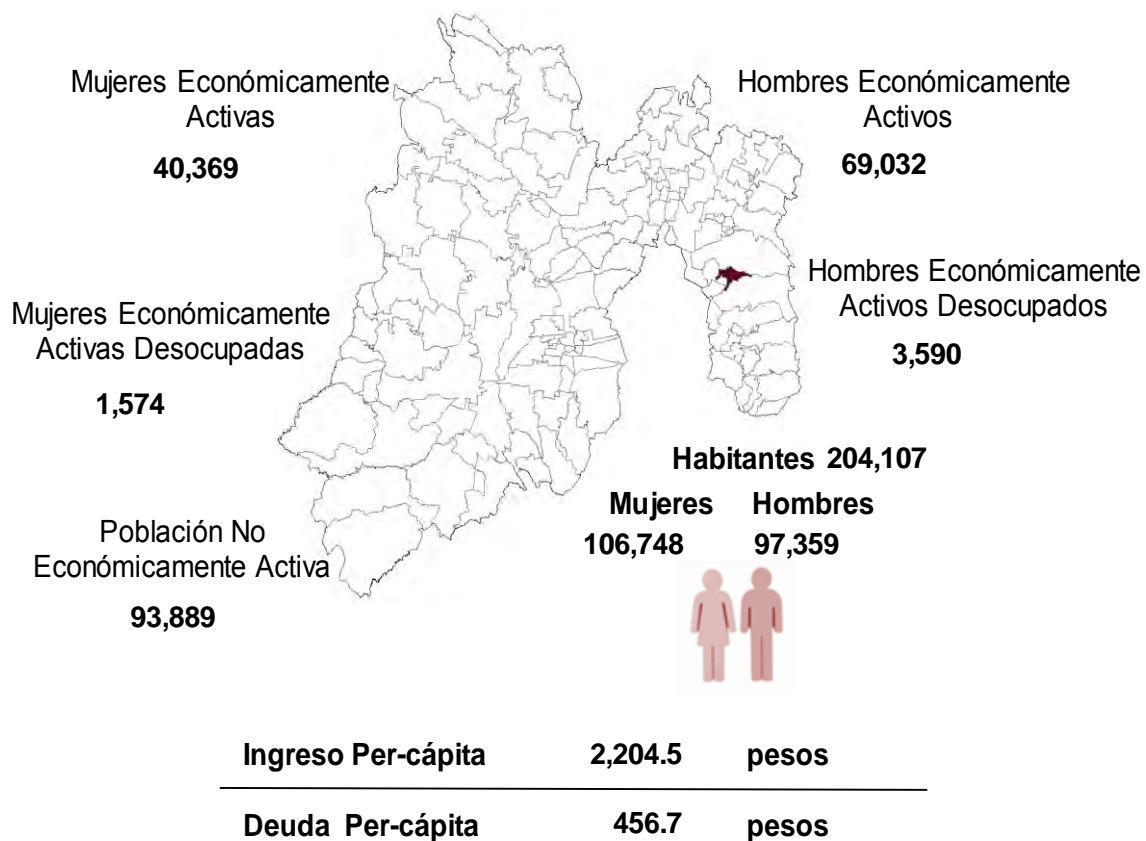 Mujeres Económicamente
Activas
40,369
Hombres Económicamente
Activos
69,032
Mujeres Económicamente
Activas Desocupadas
1,574
Hombres Económicamente
Activos Desocupados
3,590
Habitantes 204,107
Mujeres Hombres
106,748 97,359
Población No
Económicamente Activa
93,889
Ingreso Per-cápita 2,204.5 pesos
Deuda Per-cápita 456.7 pesos